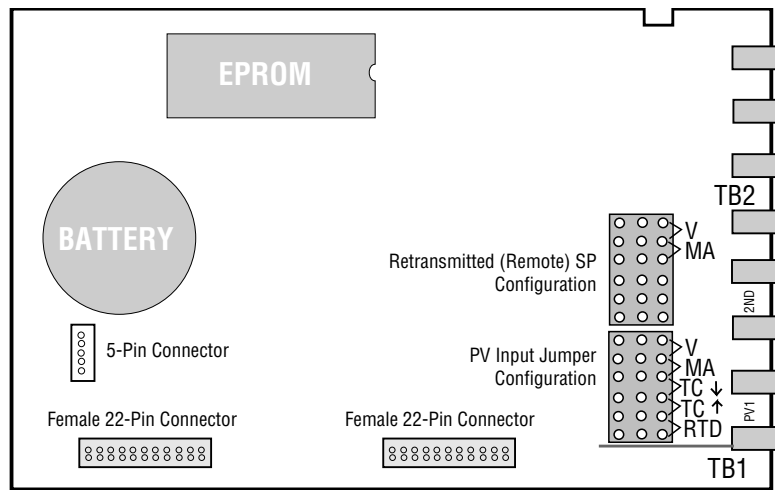 EPROM
BATTERY
TB2
V
MA
Retransmitted (Remote) SP
Configuration
2ND
5-Pin Connector
PV Input Jumper
Configuration
V
MA
TC ↓
TC ↑
RTD
PV1
Female 22-Pin Connector
Female 22-Pin Connector
TB1